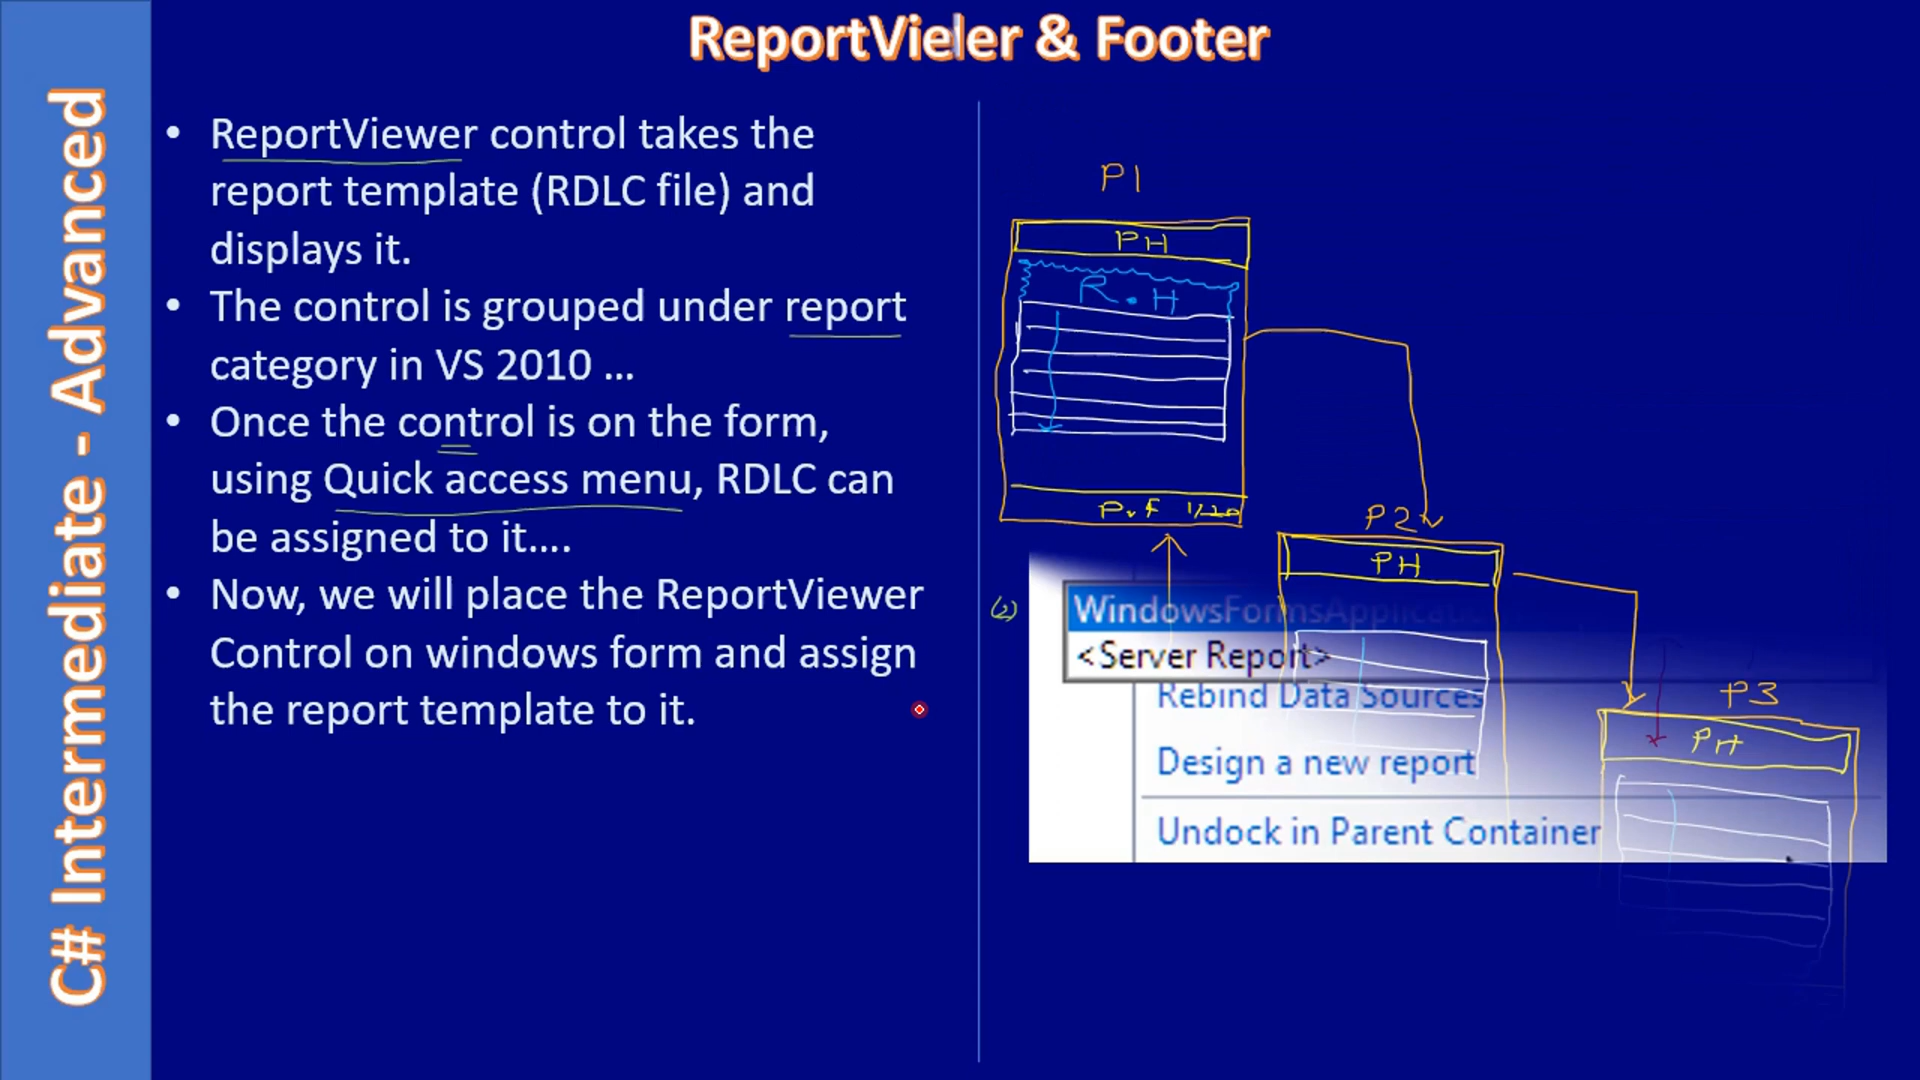 ReportVieler & Footer
C# Intermediate - Advanced
• ReportViewer control takes the
report template (RDLC file) and
displays it.
• The control is grouped under report
category in VS 2010 ...
• Once the control is on the form,
using Quick access menu, RDLC can
be assigned to it....
• Now, we will place the ReportViewer
Control on windows form and assign
the report template to it.
P1
PH
R.H
P.f 1/20
P2
PH
(2)
WindowsFormsApplicat
<Server Report>
Rebind Data Sources
Design a new report
Undock in Parent Container
P3
PH